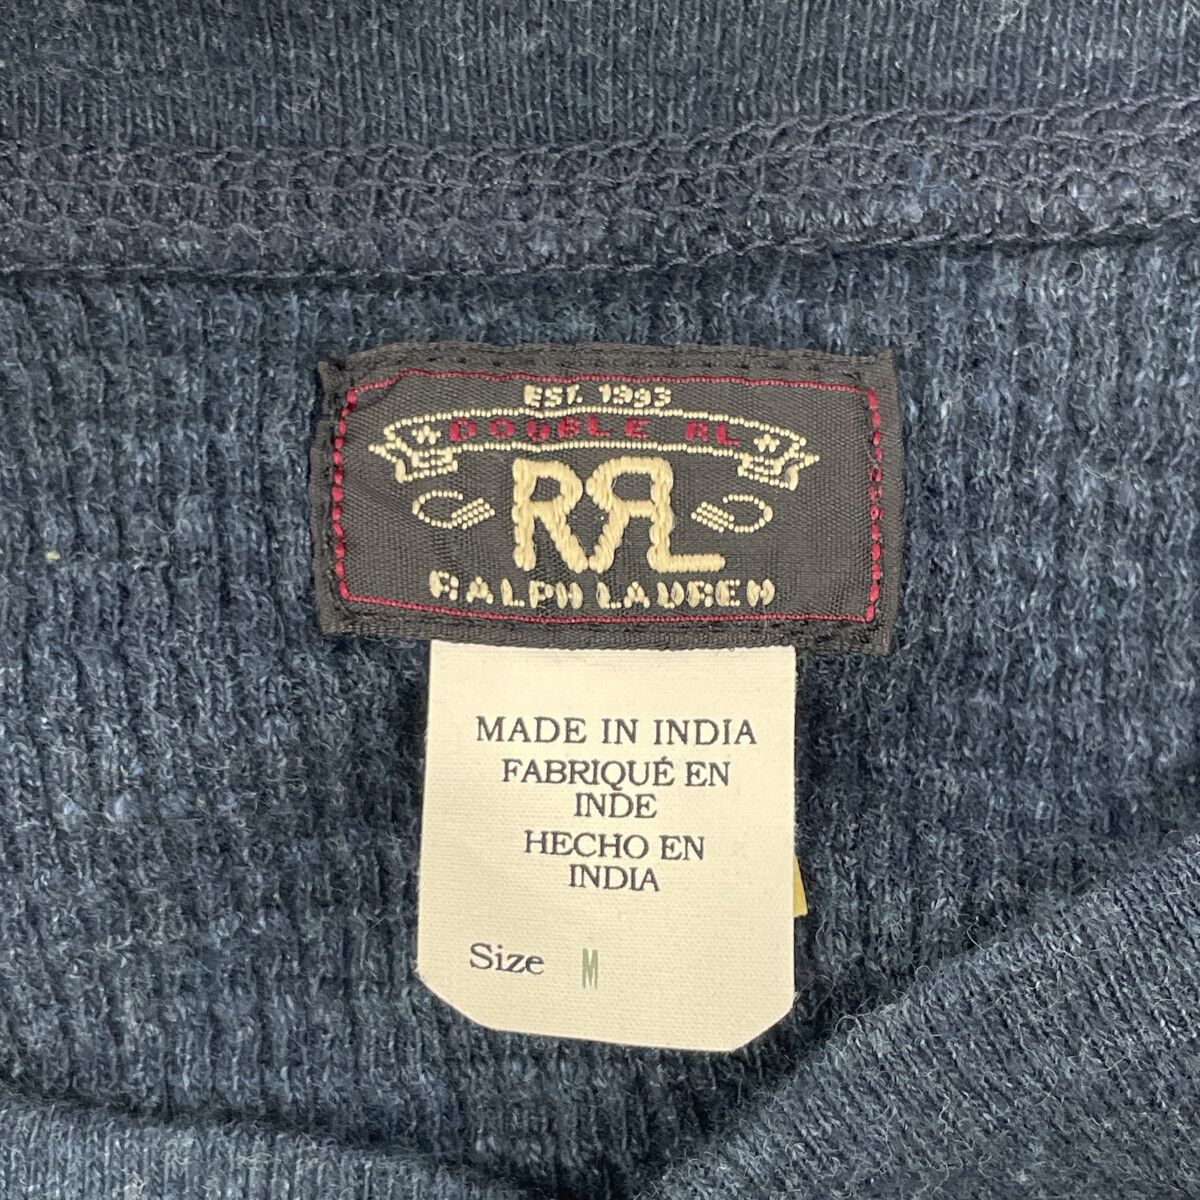 EST. 1993
DOUBLE RL
RRL
RALPH LAUREN
MADE IN INDIA
FABRIQUÉ EN
INDE
HECHO EN
INDIA
Size M